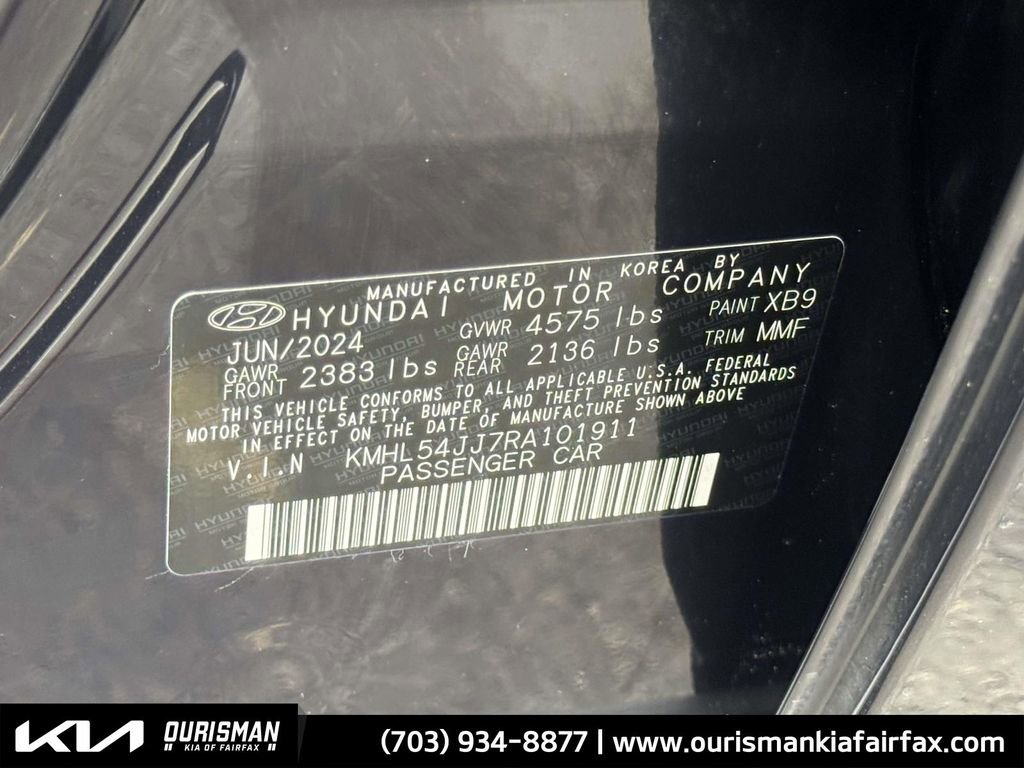 MANUFACTURED IN KOREA BY
HYUNDAI MOTOR COMPANY
JUN/2024 GVWR 4575 lbs PAINT XB9
GAWR FRONT 2383 lbs GAWR REAR 2136 lbs TRIM MMF
THIS VEHICLE CONFORMS TO ALL APPLICABLE U.S.A. FEDERAL
MOTOR VEHICLE SAFETY, BUMPER, AND THEFT PREVENTION STANDARDS
IN EFFECT ON THE DATE OF MANUFACTURE SHOWN ABOVE
V.I.N KMHL54JJ7RA101911
PASSENGER CAR
KIA "OURISMAN"
KIA OF FAIRFAX
(703) 934-8877 | www.ourismankiafairfax.com